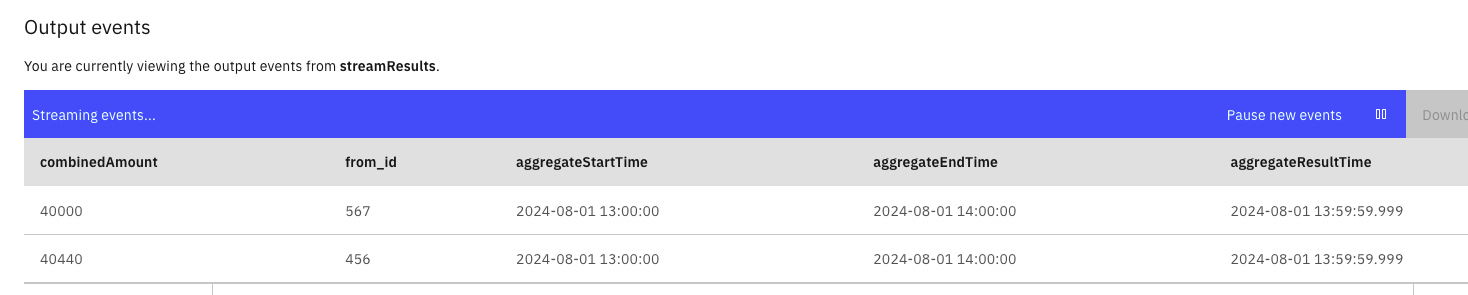 Output events
You are currently viewing the output events from streamResults.
Streaming events... Pause new events Downlo
combinedAmount from_id aggregateStartTime aggregateEndTime aggregateResultTime
40000 567 2024-08-01 13:00:00 2024-08-01 14:00:00 2024-08-01 13:59:59.999
40440 456 2024-08-01 13:00:00 2024-08-01 14:00:00 2024-08-01 13:59:59.999